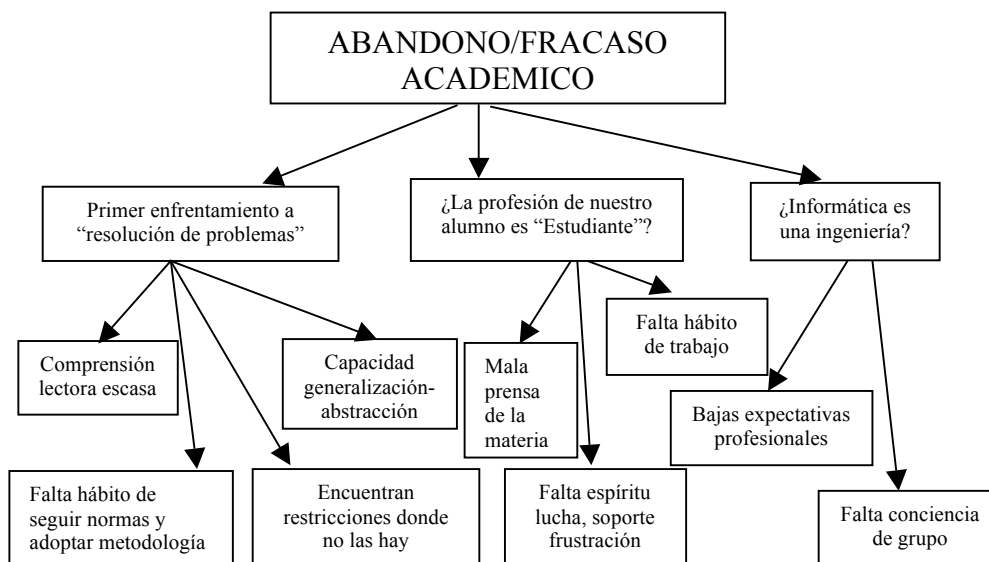 ABANDONO/FRACASO
ACADEMICO
Primer enfrentamiento a
“resolución de problemas”
¿La profesión de nuestro
alumno es “Estudiante”?
¿Informática es
una ingeniería?
Comprensión
lectora escasa
Capacidad
generalización-
abstracción
Mala
prensa
de la
materia
Falta hábito
de trabajo
Bajas expectativas
profesionales
Falta hábito de
seguir normas y
adoptar metodología
Encuentran
restricciones donde
no las hay
Falta espíritu
lucha, soporte
frustración
Falta conciencia
de grupo